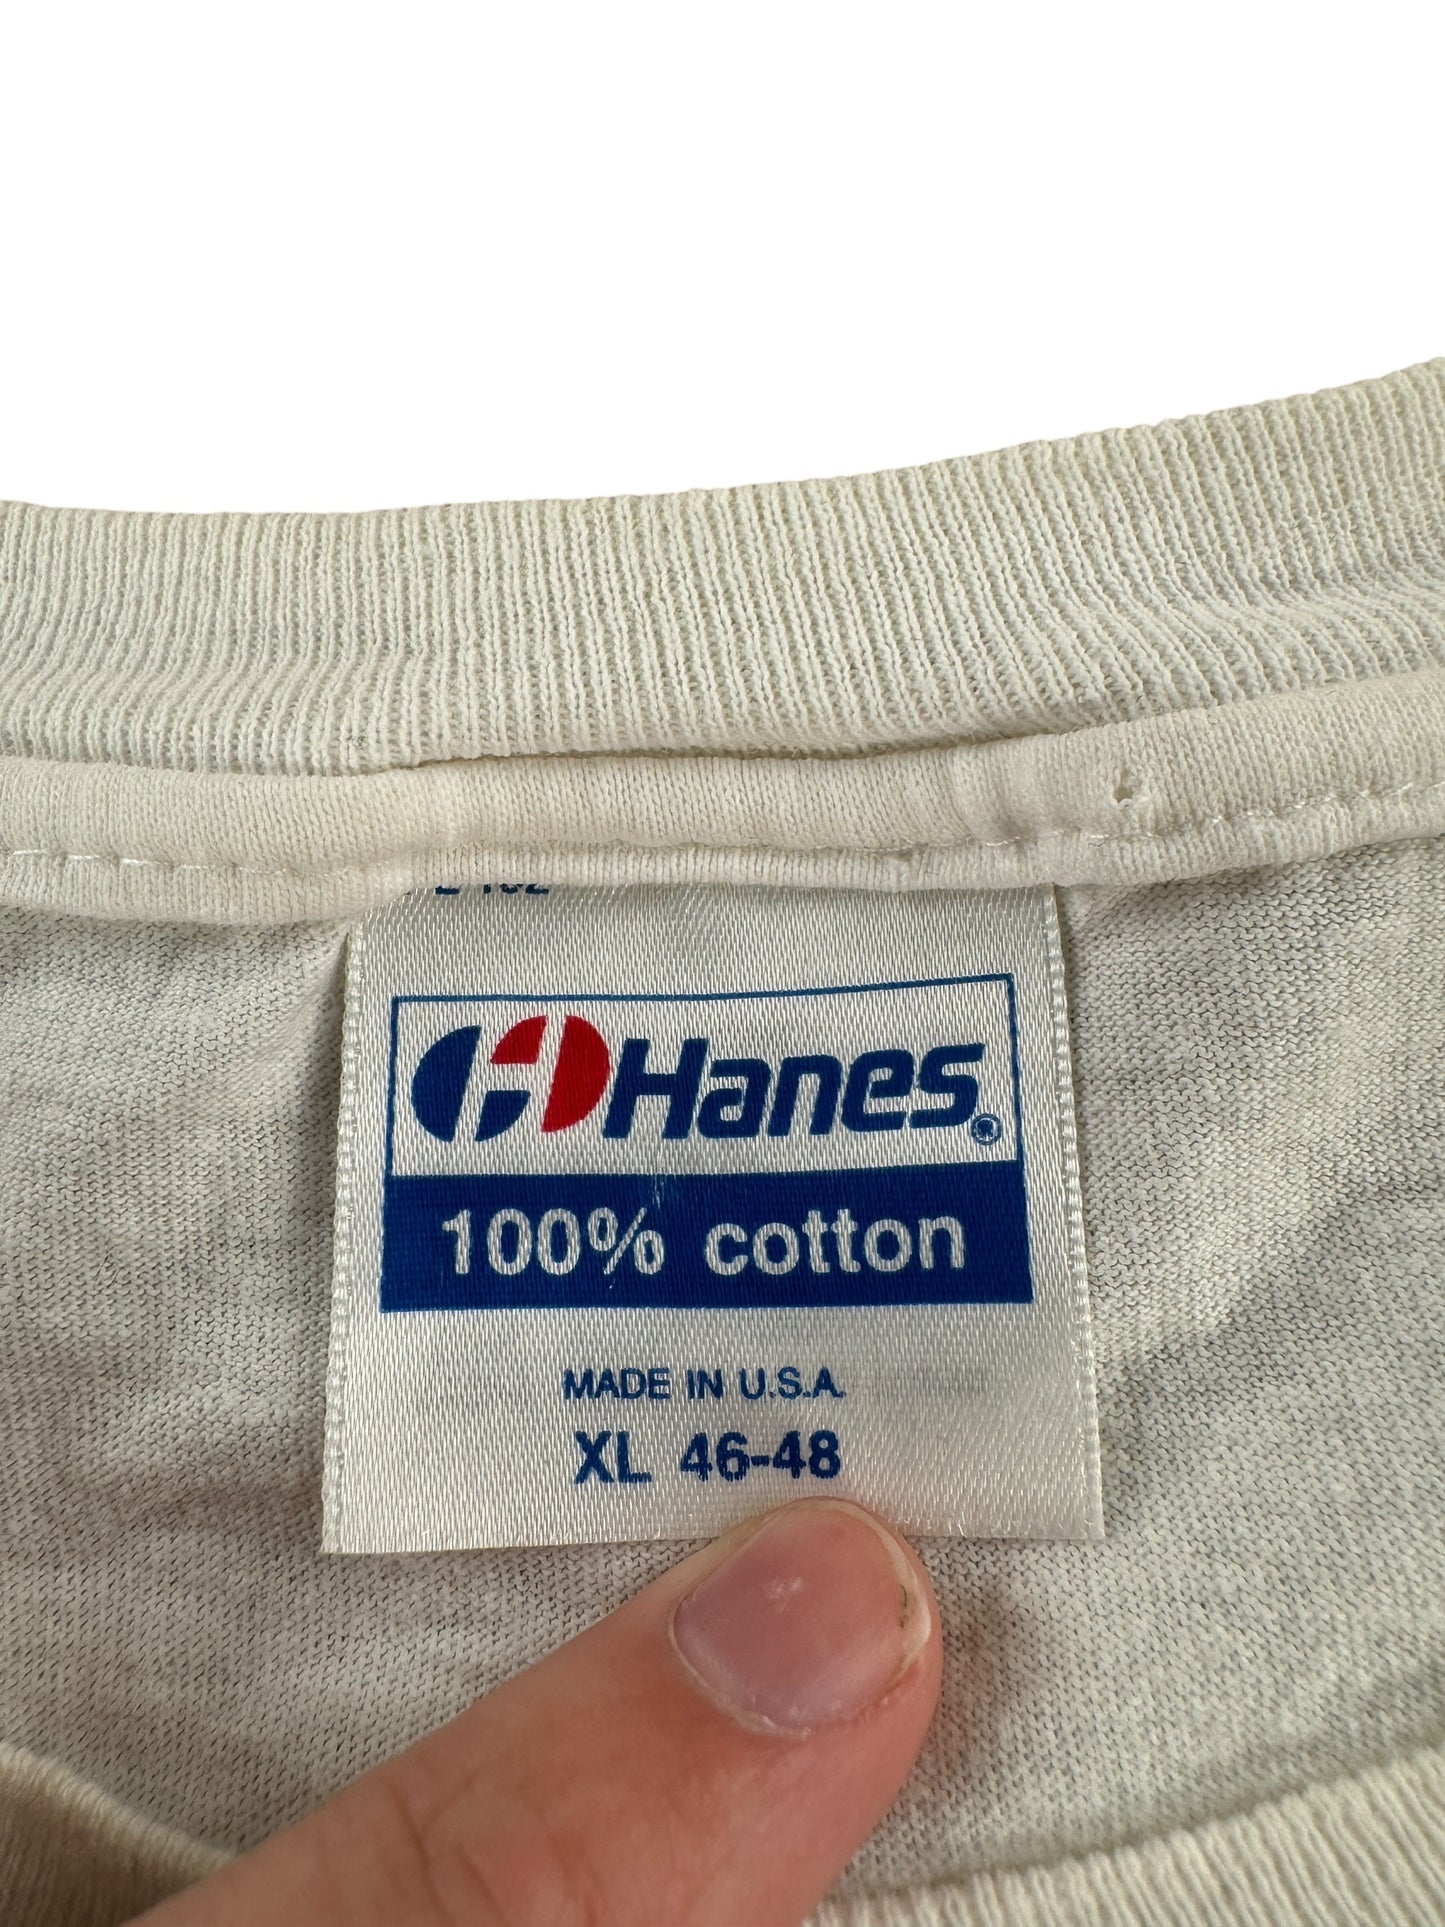 Hanes®
100% cotton
MADE IN U.S.A.
XL 46-48